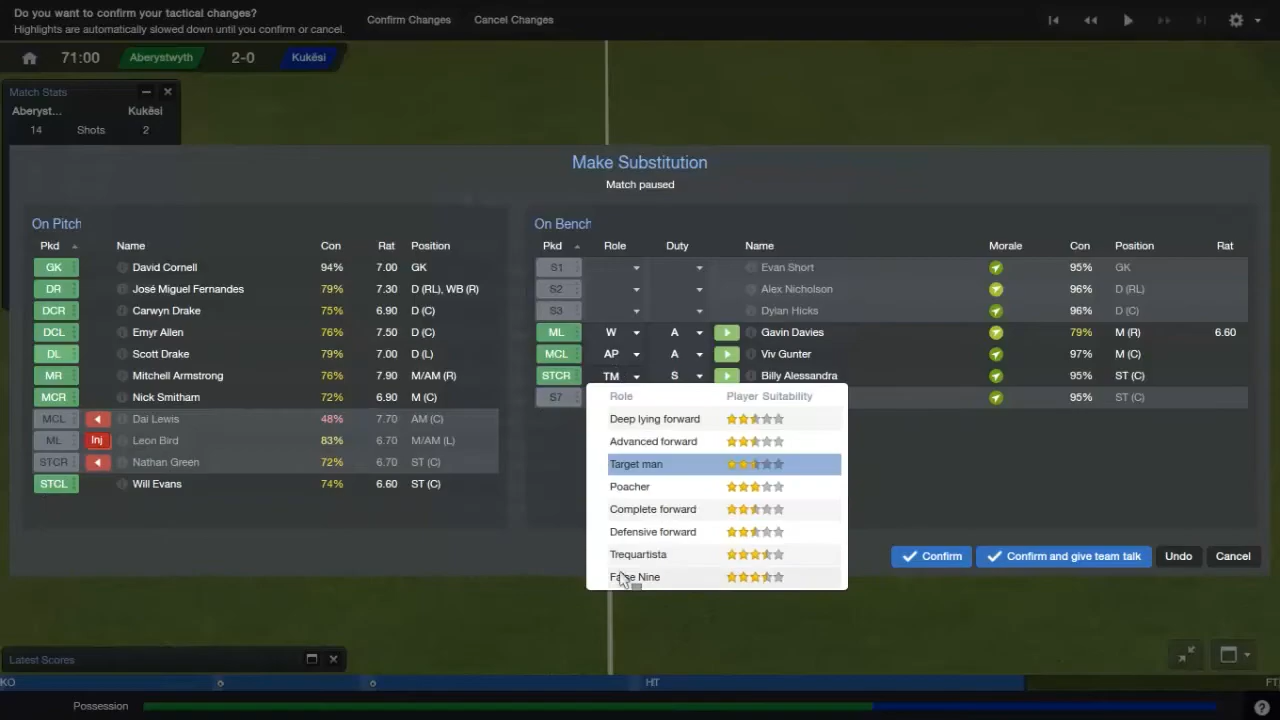 Do you want to confirm your tactical changes?
Highlights are automatically slowed down until you confirm or cancel.
Confirm Changes Cancel Changes
71:00 Aberystwyth 2-0 Kukësi
Match Stats
Aberyst... Kukësi
14 Shots 2
Make Substitution
Match paused
On Pitch
Pkd Name Con Rat Position
GK David Cornell 94% 7.00 GK
DR José Miguel Fernandes 79% 7.30 D (RL), WB (R)
DCR Carwyn Drake 75% 6.90 D (C)
DCL Emyr Allen 76% 7.50 D (C)
DL Scott Drake 79% 7.00 D (L)
MR Mitchell Armstrong 76% 7.90 M/AM (R)
MCR Nick Smitham 72% 6.90 M (C)
MCL Dai Lewis 48% 7.70 AM (C)
ML Inj Leon Bird 83% 6.70 M/AM (L)
STCR Nathan Green 72% 6.70 ST (C)
STCL Will Evans 74% 6.60 ST (C)
On Bench
Pkd Role Duty Name Morale Con Position Rat
S1 Evan Short 95% GK
S2 Alex Nicholson 96% D (RL)
S3 Dylan Hicks 96% D (C)
ML W A Gavin Davies 79% M (R) 6.60
MCL AP A Viv Gunter 97% M (C)
STCR TM S Billy Alessandra 95% ST (C)
S7 95% ST (C)
Role Player Suitability
Deep lying forward
Advanced forward
Target man
Poacher
Complete forward
Defensive forward
Trequartista
False Nine
Confirm Confirm and give team talk Undo Cancel
Latest Scores
KO HT FT
Possession